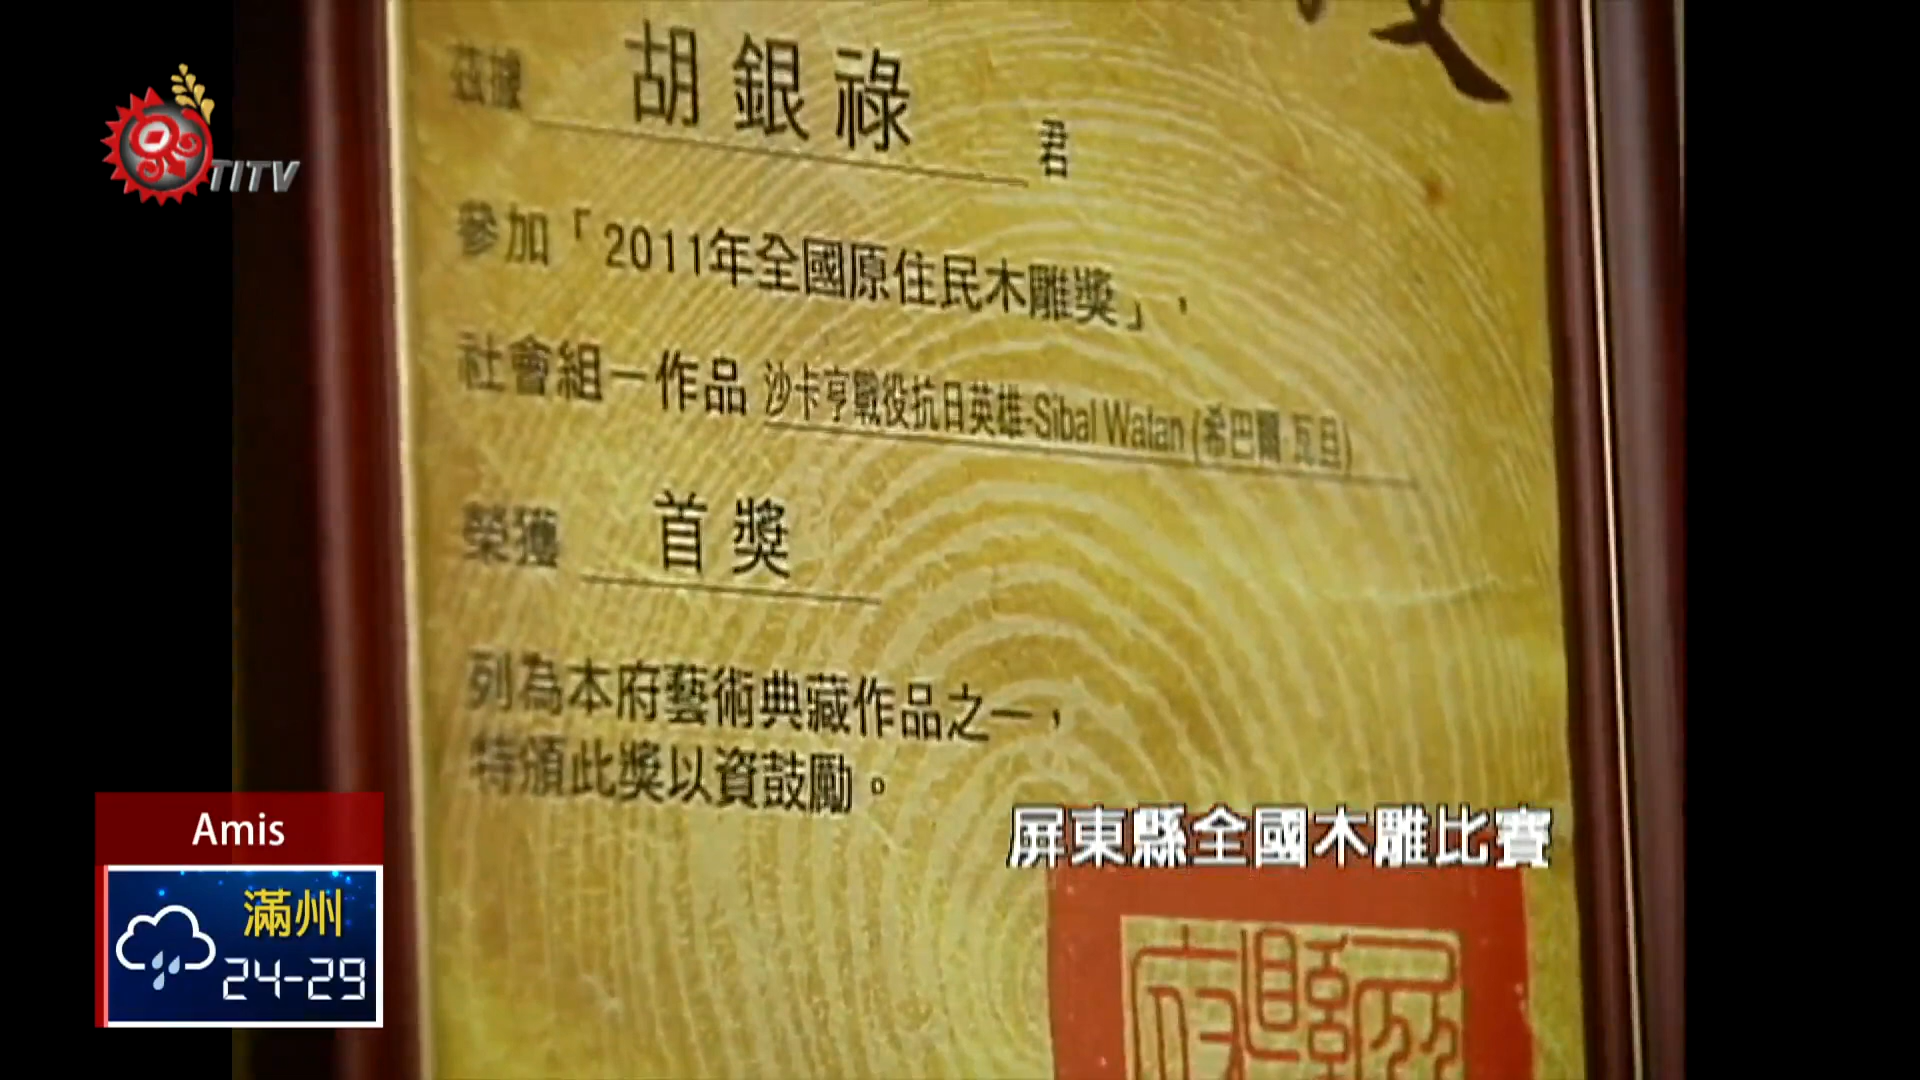 茲據 胡銀祿 君
參加「2011年全國原住民木雕獎」，
社會組－作品 沙卡亨戰役抗日英雄-Sibal Watan (希巴爾·瓦旦)
榮獲 首獎
列為本府藝術典藏作品之一，
特頒此獎以資鼓勵。
屏東縣全國木雕比賽
TITV
Amis
滿州
24-29